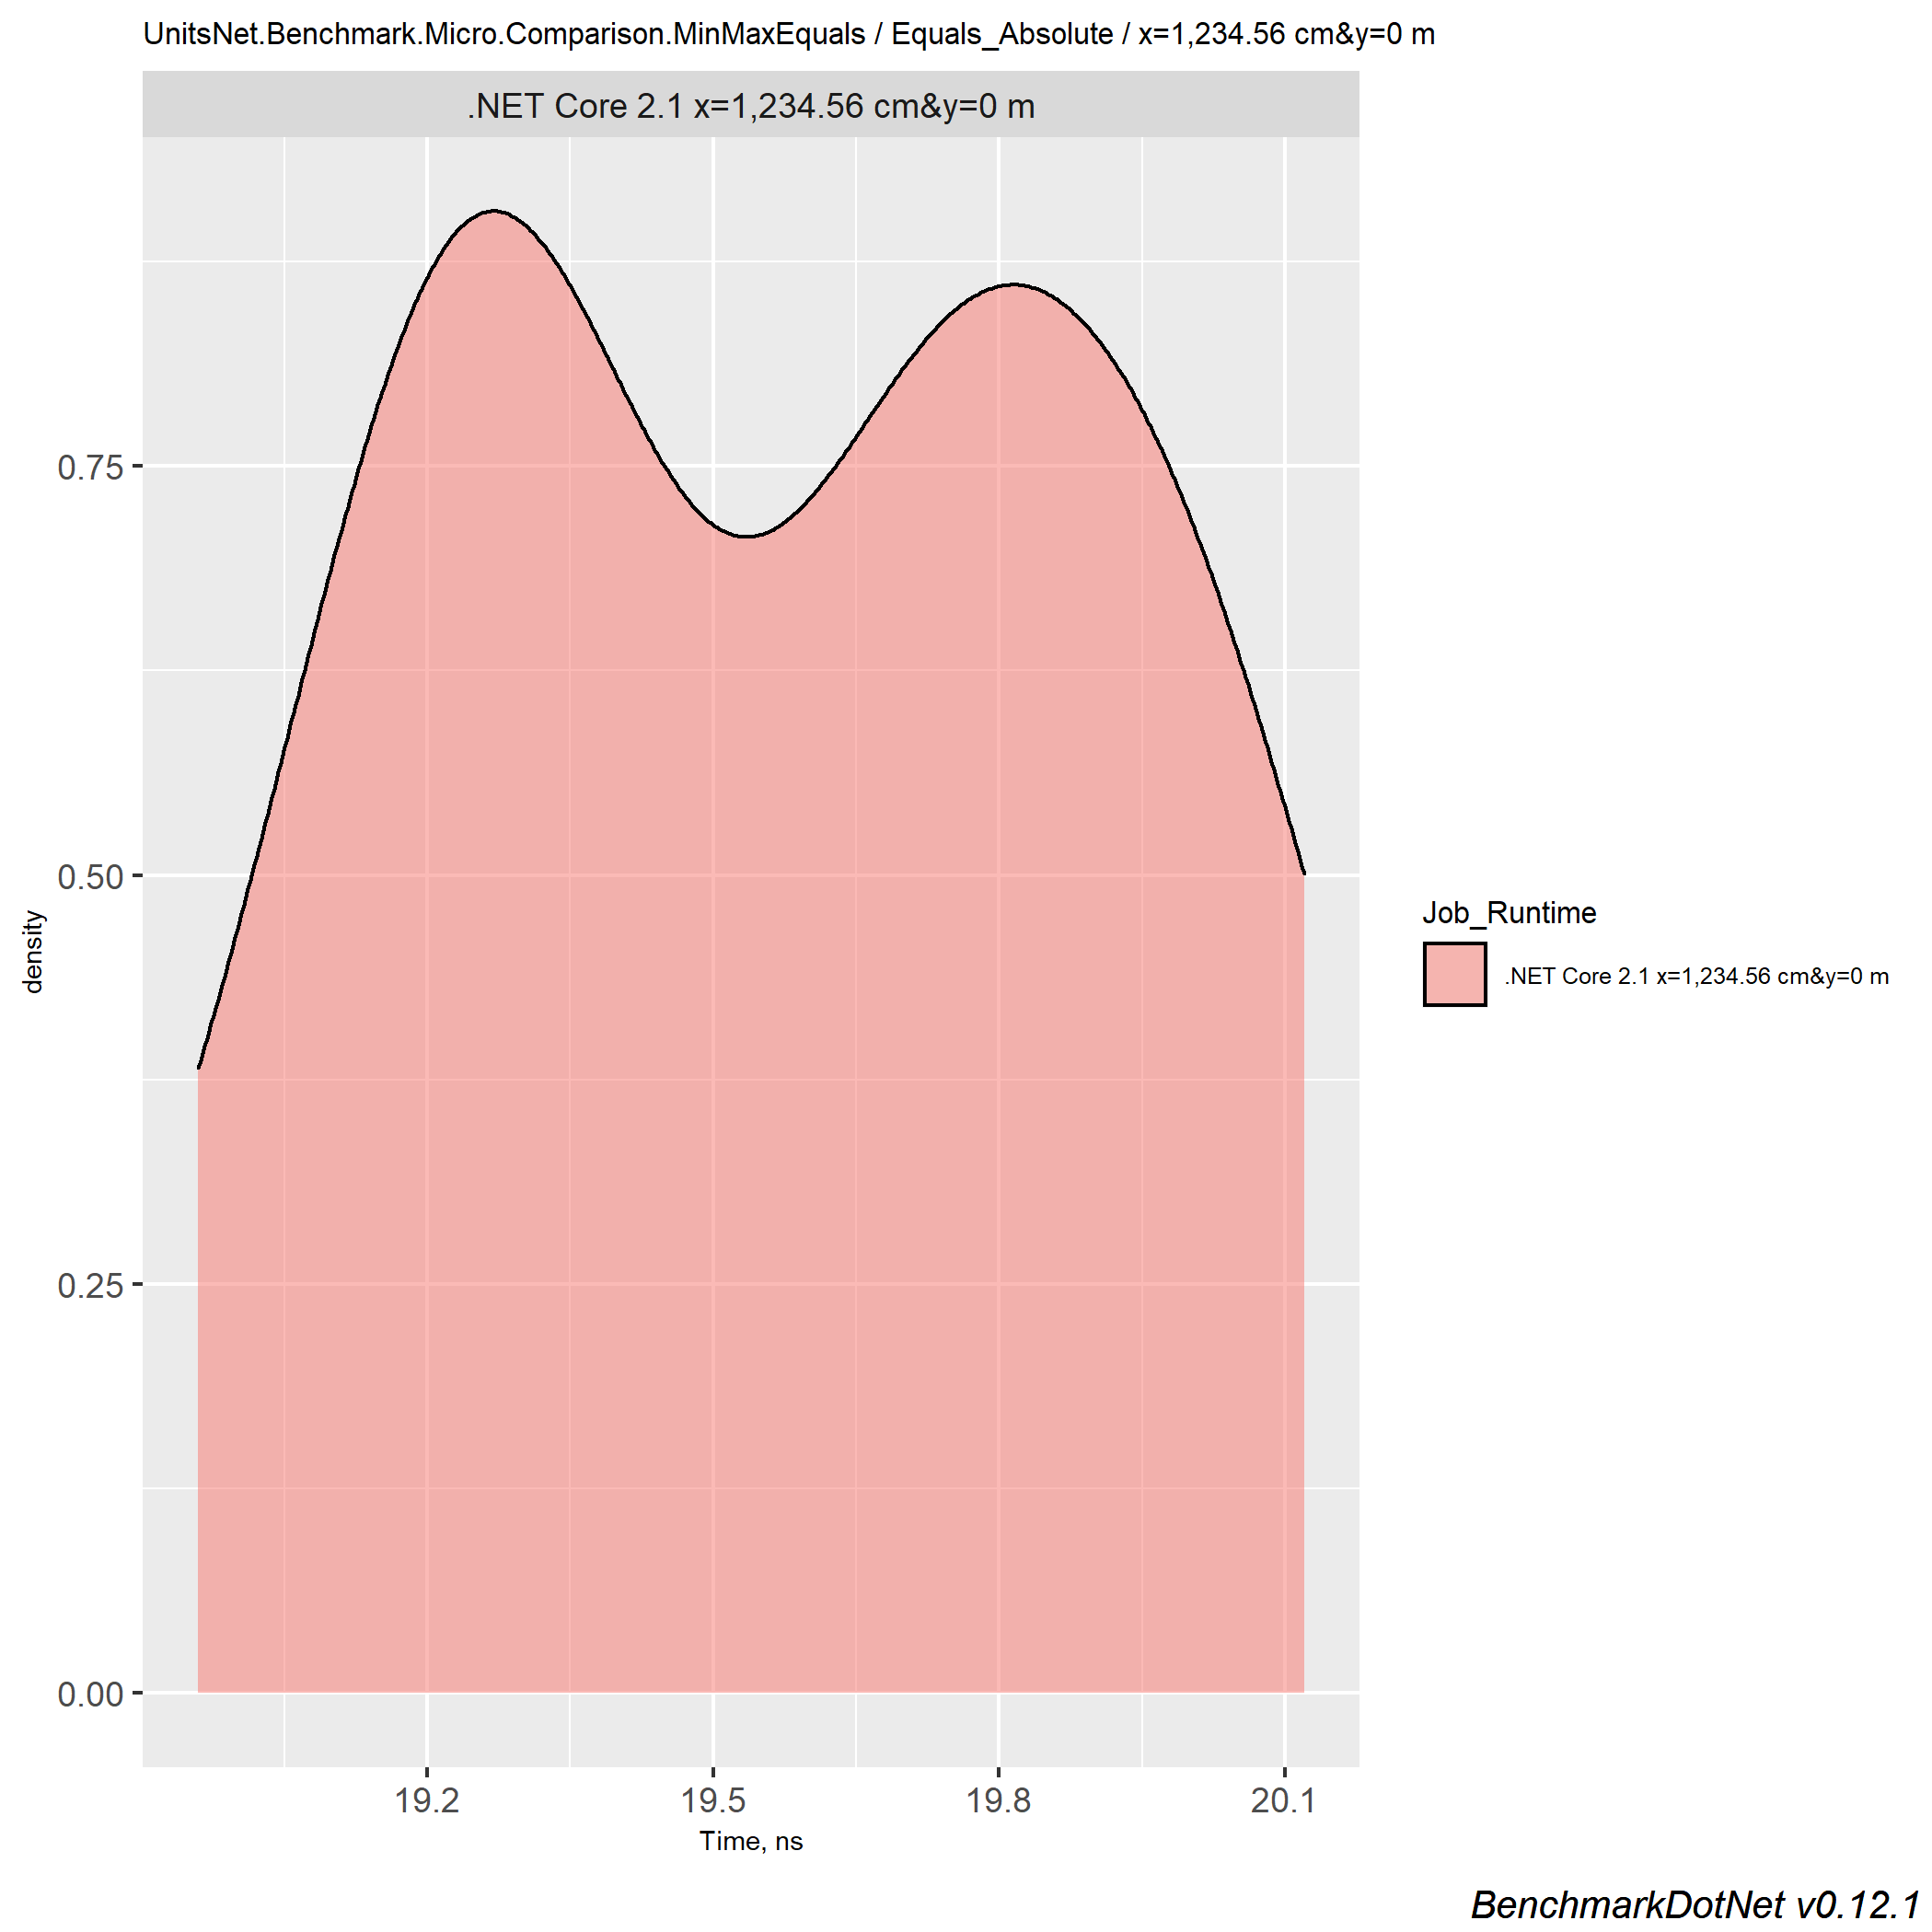 UnitsNet.Benchmark.Micro.Comparison.MinMaxEquals / Equals_Absolute / x=1,234.56 cm&y=0 m
.NET Core 2.1 x=1,234.56 cm&y=0 m
0.75
0.50
0.25
0.00
density
19.2 19.5 19.8 20.1
Time, ns
Job_Runtime
.NET Core 2.1 x=1,234.56 cm&y=0 m
BenchmarkDotNet v0.12.1